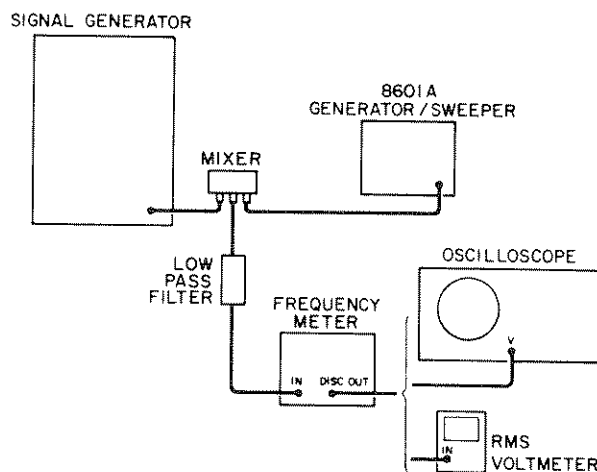 SIGNAL GENERATOR
8601A
GENERATOR/SWEEPER
MIXER
LOW
PASS
FILTER
OSCILLOSCOPE
V
FREQUENCY
METER
IN
DISC OUT
IN
RMS
VOLTMETER